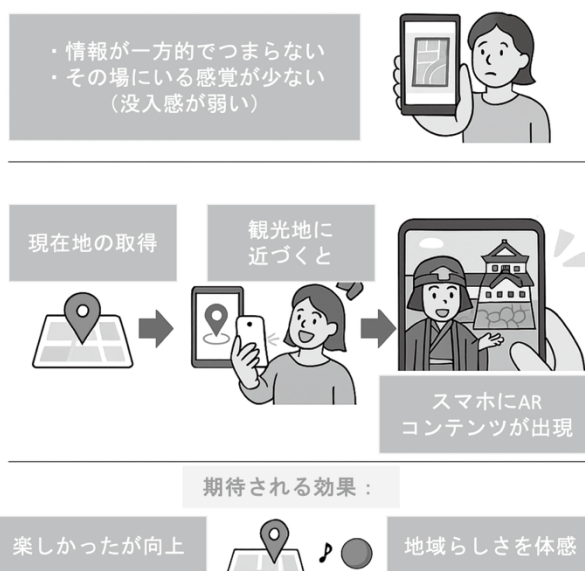 ・情報が一方的でつまらない
・その場にいる感覚が少ない
（没入感が弱い）
現在地の取得
観光地に
近づくと
スマホにAR
コンテンツが出現
期待される効果：
楽しかったが向上
地域らしさを体感